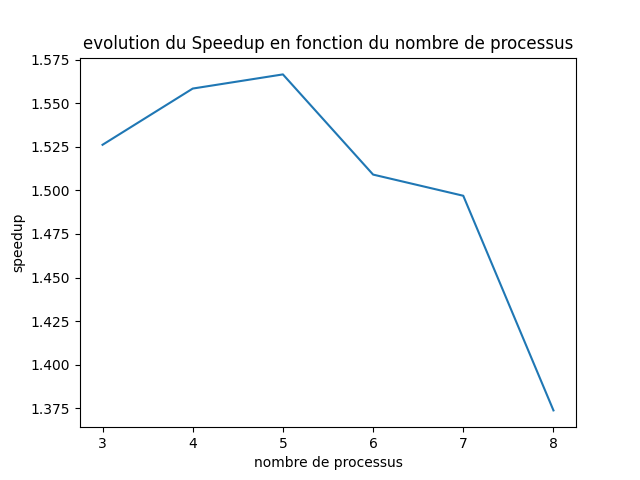 evolution du Speedup en fonction du nombre de processus
1.575
1.550
1.525
1.500
1.475
1.450
1.425
1.400
1.375
speedup
3 4 5 6 7 8
nombre de processus